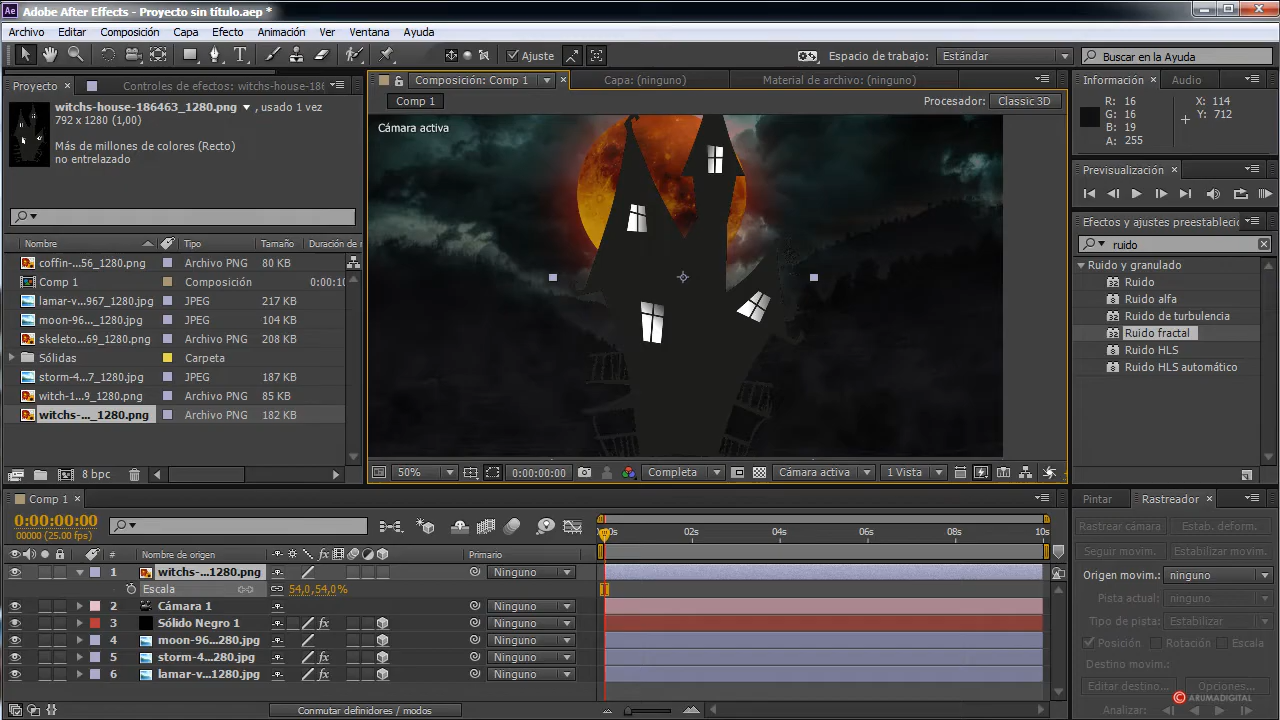 Adobe After Effects - Proyecto sin título.aep *
Archivo Editar Composición Capa Efecto Animación Ver Ventana Ayuda
Ajuste Espacio de trabajo: Estándar Buscar en la Ayuda
Proyecto Controles de efectos: witchs-house-186
Composición: Comp 1 Capa: (ninguno) Material de archivo: (ninguno)
Información Audio
witchs-house-186463_1280.png , usado 1 vez
792 x 1280 (1,00)
Más de millones de colores (Recto)
no entrelazado
Comp 1 Procesador: Classic 3D
Cámara activa
R: 16 X: 114
G: 16 Y: 712
B: 19
A: 255
Previsualización
Efectos y ajustes preestableci
ruido
Nombre Tipo Tamaño Duración de
coffin-...56_1280.png Archivo PNG 80 KB
Comp 1 Composición 0:00:10
lamar-v...967_1280.jpg JPEG 217 KB
moon-96..._1280.jpg JPEG 104 KB
skeleto...69_1280.png Archivo PNG 208 KB
Sólidas Carpeta
storm-4...7_1280.jpg JPEG 187 KB
witch-1...9_1280.png Archivo PNG 85 KB
witchs-..._1280.png Archivo PNG 182 KB
8 bpc
Ruido y granulado
Ruido
Ruido alfa
Ruido de turbulencia
Ruido fractal
Ruido HLS
Ruido HLS automático
50% 0:00:00:00 Completa Cámara activa 1 Vista
Comp 1
0:00:00:00
00000 (25.00 fps)
02s 04s 06s 08s 10s
# Nombre de origen Primario
1 witchs-...1280.png Ninguno
Escala 54,0,54,0%
2 Cámara 1 Ninguno
3 Sólido Negro 1 Ninguno
4 moon-96...280.jpg Ninguno
5 storm-4...280.jpg Ninguno
6 lamar-v...1280.jpg Ninguno
Conmutar definidores / modos
Pintar Rastreador
Rastrear cámara Estab. deform.
Seguir movim. Estabilizar movim.
Origen movim.: ninguno
Pista actual: ninguno
Tipo de pista: Estabilizar
Posición Rotación Escala
Destino movim.:
Editar destino... Opciones...
Analizar:
© ARUMADIGITAL